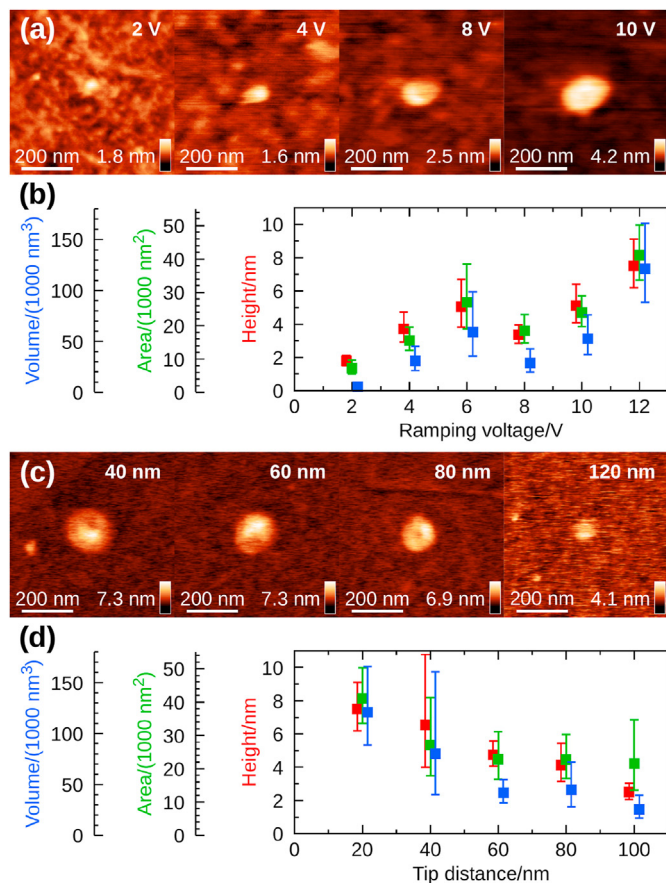 (a) 2 V 4 V 8 V 10 V
200 nm 1.8 nm 200 nm 1.6 nm 200 nm 2.5 nm 200 nm 4.2 nm
(b)
Volume/(1000 nm³)
150
100
50
0
Area/(1000 nm²)
50
40
30
20
10
0
Height/nm
10
8
6
4
2
0
0 2 4 6 8 10 12
Ramping voltage/V
(c) 40 nm 60 nm 80 nm 120 nm
200 nm 7.3 nm 200 nm 7.3 nm 200 nm 6.9 nm 200 nm 4.1 nm
(d)
Volume/(1000 nm³)
150
100
50
0
Area/(1000 nm²)
50
40
30
20
10
0
Height/nm
10
8
6
4
2
0
0 20 40 60 80 100
Tip distance/nm